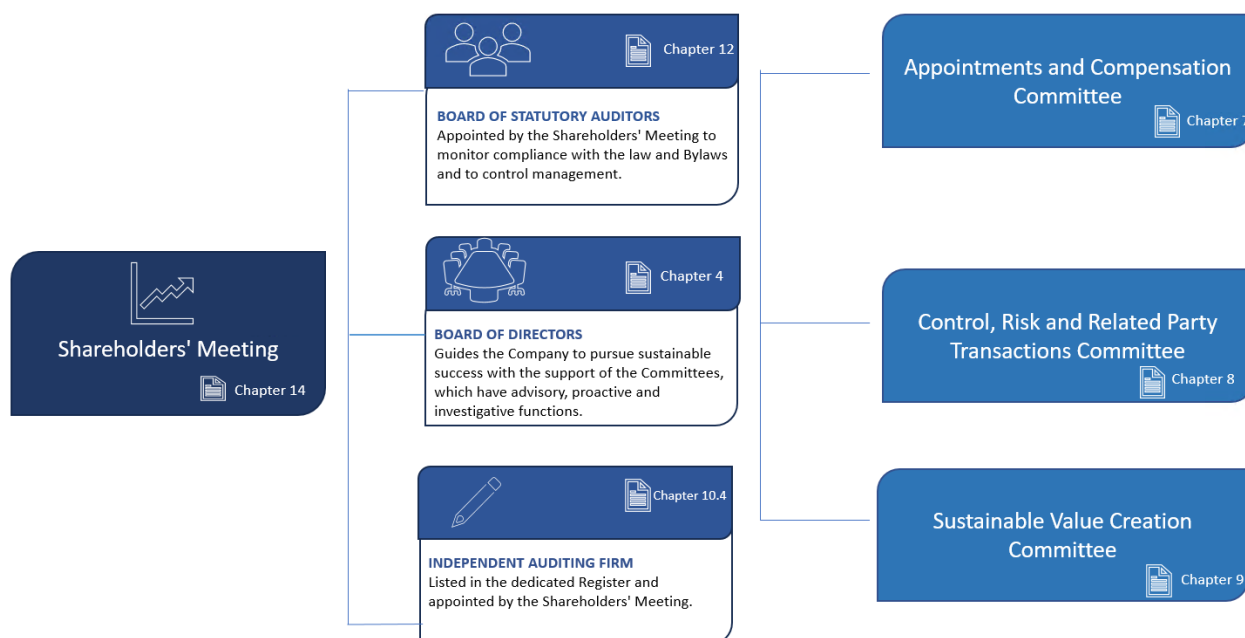 Shareholders' Meeting
Chapter 14
Chapter 12
BOARD OF STATUTORY AUDITORS
Appointed by the Shareholders' Meeting to
monitor compliance with the law and Bylaws
and to control management.
Chapter 4
BOARD OF DIRECTORS
Guides the Company to pursue sustainable
success with the support of the Committees,
which have advisory, proactive and
investigative functions.
Chapter 10.4
INDEPENDENT AUDITING FIRM
Listed in the dedicated Register and
appointed by the Shareholders' Meeting.
Appointments and Compensation
Committee
Chapter 7
Control, Risk and Related Party
Transactions Committee
Chapter 8
Sustainable Value Creation
Committee
Chapter 9